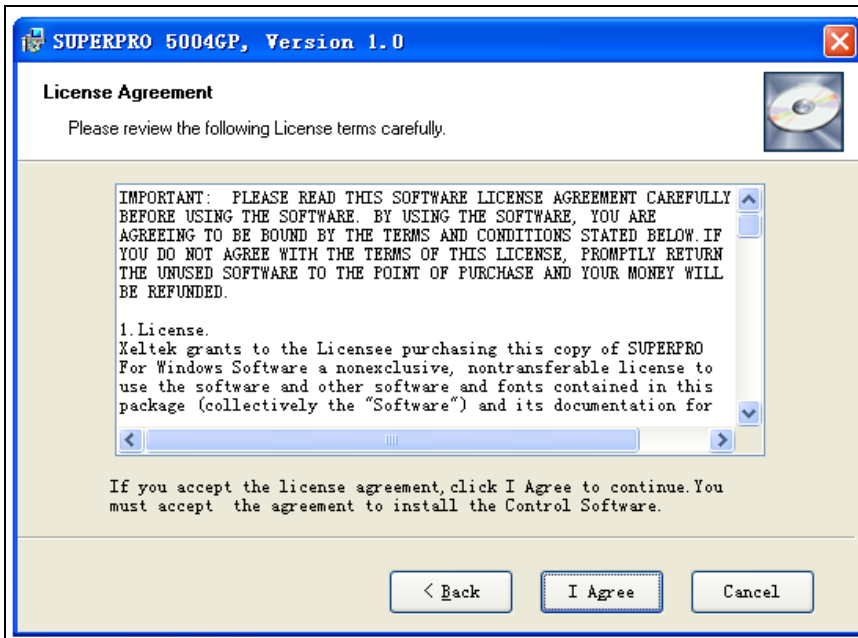 SUPERPRO 5004GP, Version 1.0
License Agreement
Please review the following License terms carefully.
IMPORTANT:  PLEASE READ THIS SOFTWARE LICENSE AGREEMENT CAREFULLY
BEFORE USING THE SOFTWARE. BY USING THE SOFTWARE, YOU ARE
AGREEING TO BE BOUND BY THE TERMS AND CONDITIONS STATED BELOW.IF
YOU DO NOT AGREE WITH THE TERMS OF THIS LICENSE, PROMPTLY RETURN
THE UNUSED SOFTWARE TO THE POINT OF PURCHASE AND YOUR MONEY WILL
BE REFUNDED.
1.License.
Xeltek grants to the Licensee purchasing this copy of SUPERPRO
For Windows Software a nonexclusive, nontransferable license to
use the software and other software and fonts contained in this
package (collectively the "Software") and its documentation for
If you accept the license agreement,click I Agree to continue.You
must accept  the agreement to install the Control Software.
< Back
I Agree
Cancel